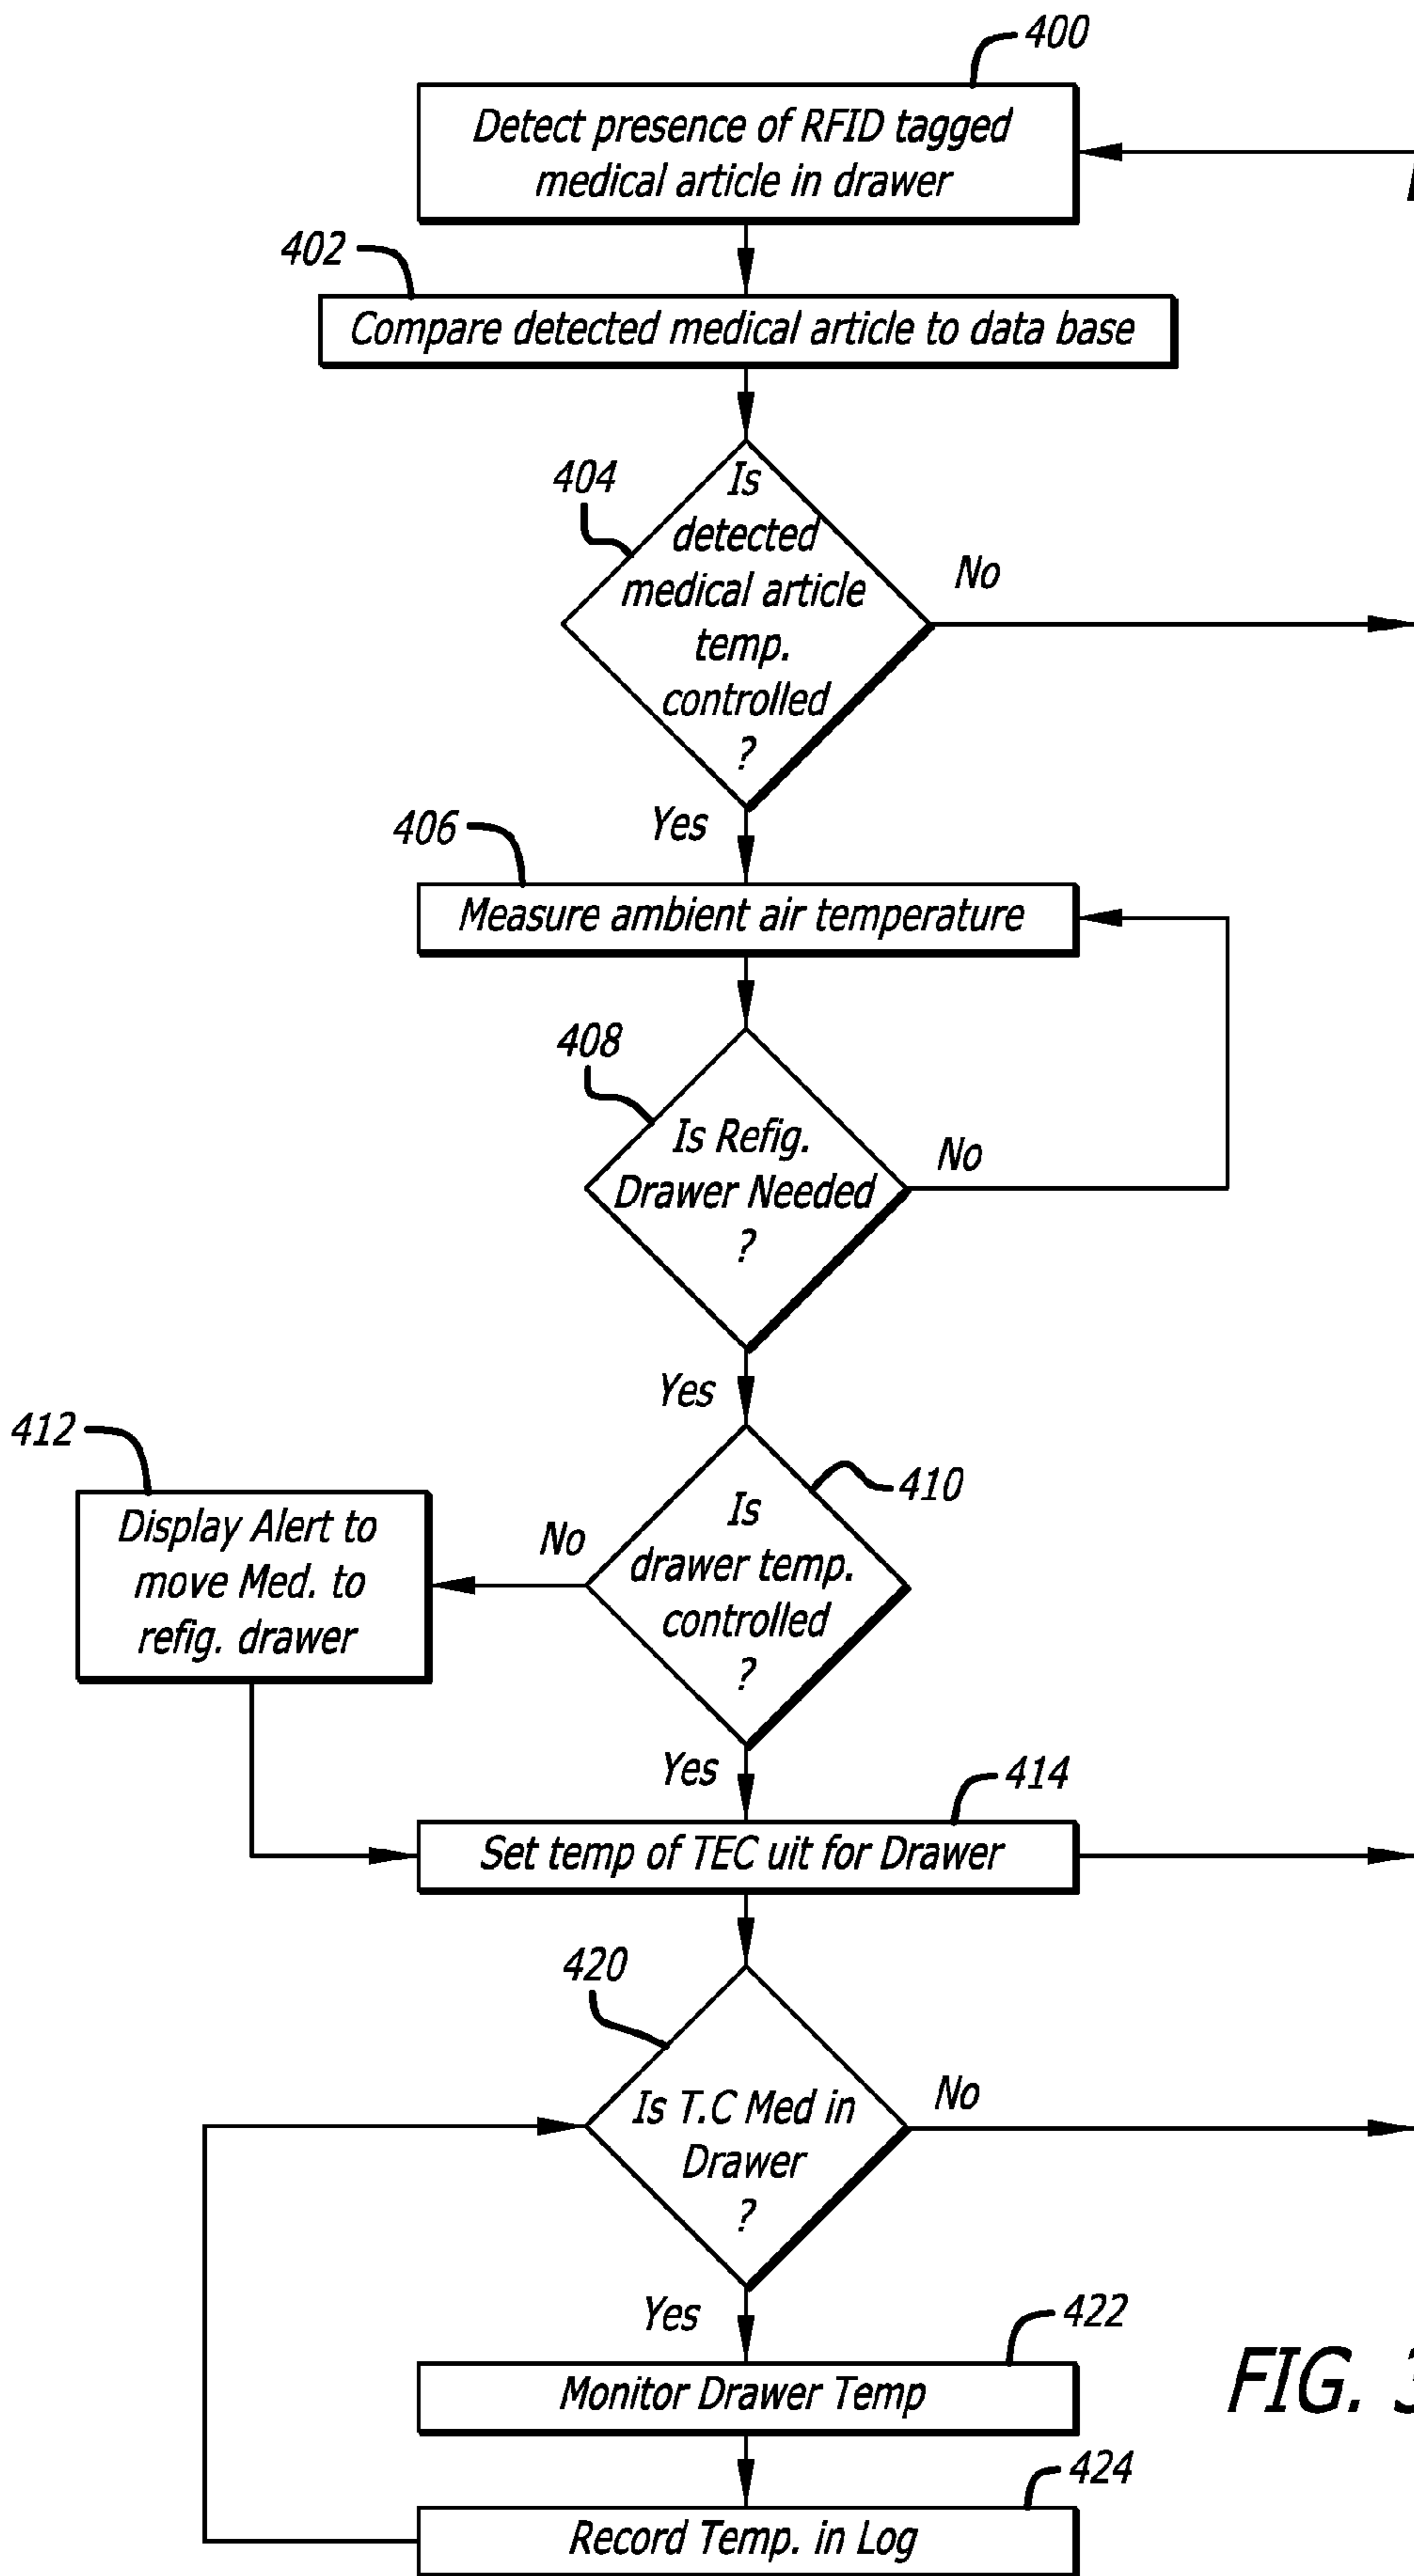 400
Detect presence of RFID tagged
medical article in drawer
402
Compare detected medical article to data base
404
Is
detected
medical article
temp.
controlled
?
No
Yes
406
Measure ambient air temperature
408
Is Refig.
Drawer Needed
?
No
Yes
412
Display Alert to
move Med. to
refig. drawer
410
Is
drawer temp.
controlled
?
No
Yes
414
Set temp of TEC uit for Drawer
420
Is T.C Med in
Drawer
?
No
Yes
422
Monitor Drawer Temp
FIG.
424
Record Temp. in Log